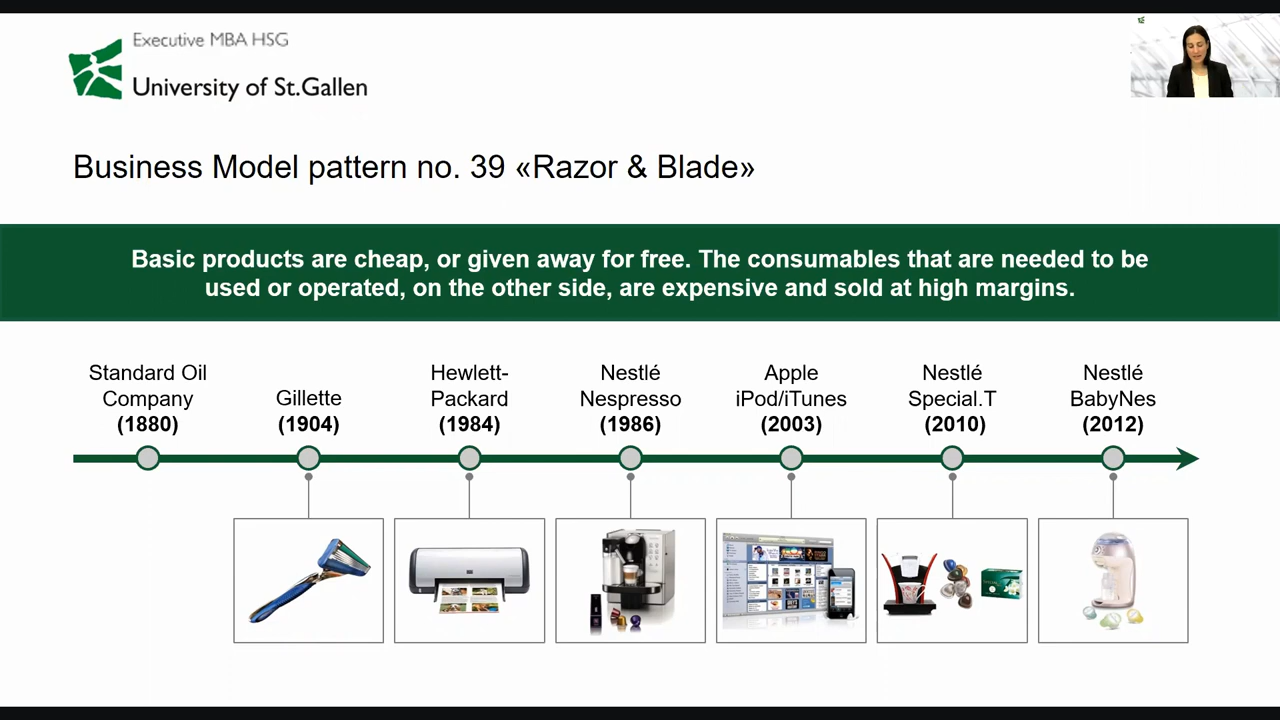 Executive MBA HSG
University of St.Gallen
Business Model pattern no. 39 «Razor & Blade»
Basic products are cheap, or given away for free. The consumables that are needed to be
used or operated, on the other side, are expensive and sold at high margins.
Standard Oil
Company
(1880)
Gillette
(1904)
Hewlett-
Packard
(1984)
Nestlé
Nespresso
(1986)
Apple
iPod/iTunes
(2003)
Nestlé
Special.T
(2010)
Nestlé
BabyNes
(2012)